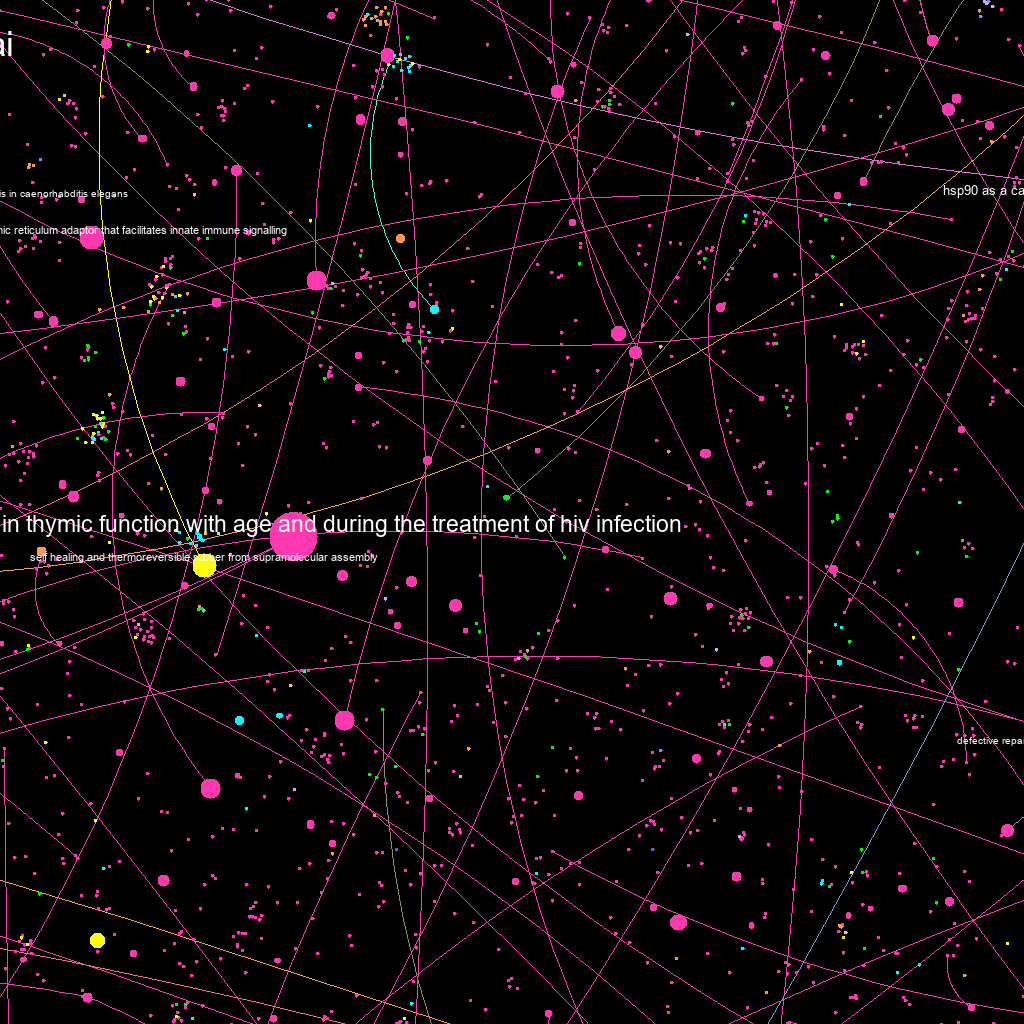 ai
is in caenorhabditis elegans
hsp90 as a ca
nic reticulum adaptor that facilitates innate immune signalling
in thymic function with age and during the treatment of hiv infection
self healing and thermoreversible rubber from supramolecular assembly
defective repai